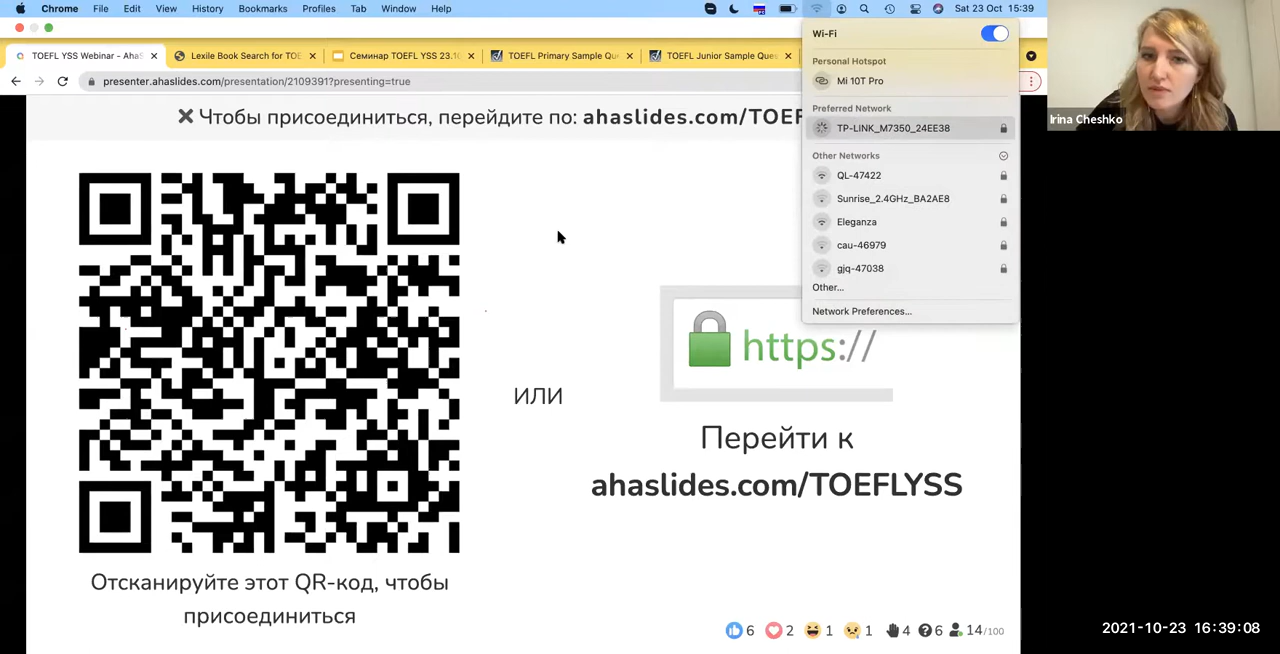 Chrome File Edit View History Bookmarks Profiles Tab Window Help
Sat 23 Oct 15:39
TOEFL YSS Webinar - AhaS
Lexile Book Search for TOE
Семинар TOEFL YSS 23.10
TOEFL Primary Sample Que
TOEFL Junior Sample Ques
presenter.ahaslides.com/presentation/2109391?presenting=true
Wi-Fi
Personal Hotspot
Mi 10T Pro
Preferred Network
TP-LINK_M7350_24EE38
Other Networks
QL-47422
Sunrise_2.4GHz_BA2AE8
Eleganza
cau-46979
gjq-47038
Other...
Network Preferences...
Irina Cheshko
Чтобы присоединиться, перейдите по: ahaslides.com/TOEF
https://
ИЛИ
Перейти к
ahaslides.com/TOEFLYSS
Отсканируйте этот QR-код, чтобы
присоединиться
6 2 1 1 4 6 14/100
2021-10-23 16:39:08